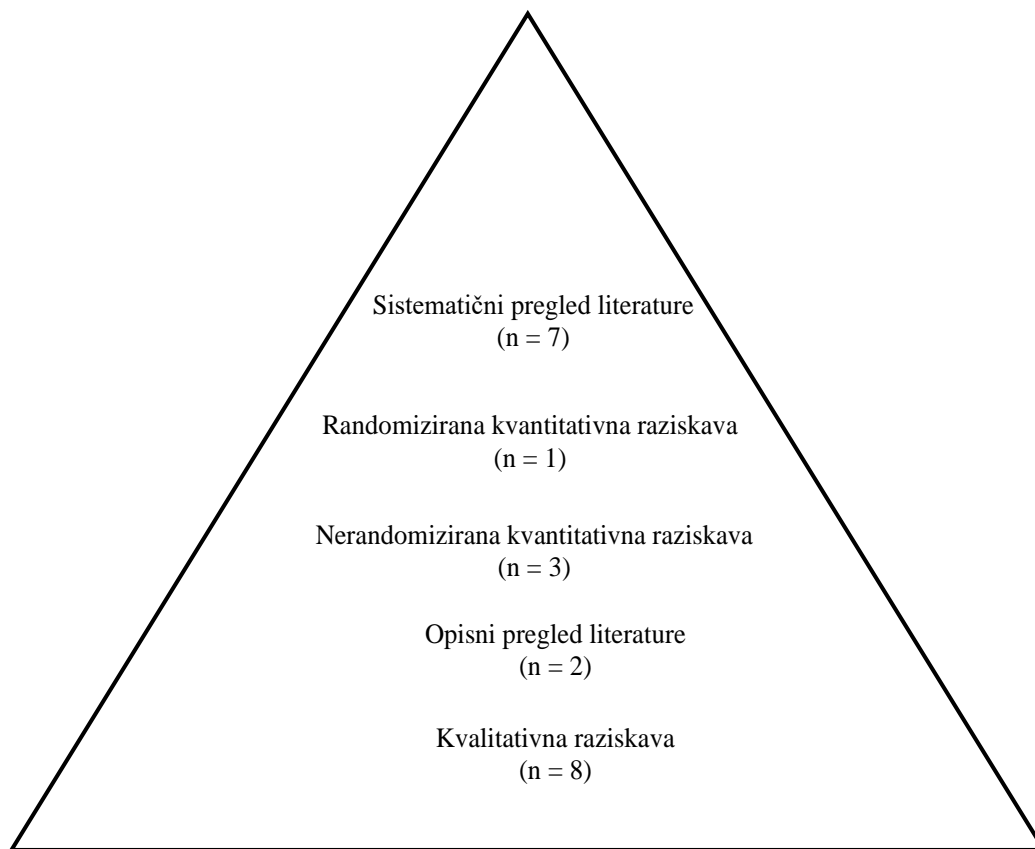 Sistematični pregled literature
(n = 7)
Randomizirana kvantitativna raziskava
(n = 1)
Nerandomizirana kvantitativna raziskava
(n = 3)
Opisni pregled literature
(n = 2)
Kvalitativna raziskava
(n = 8)